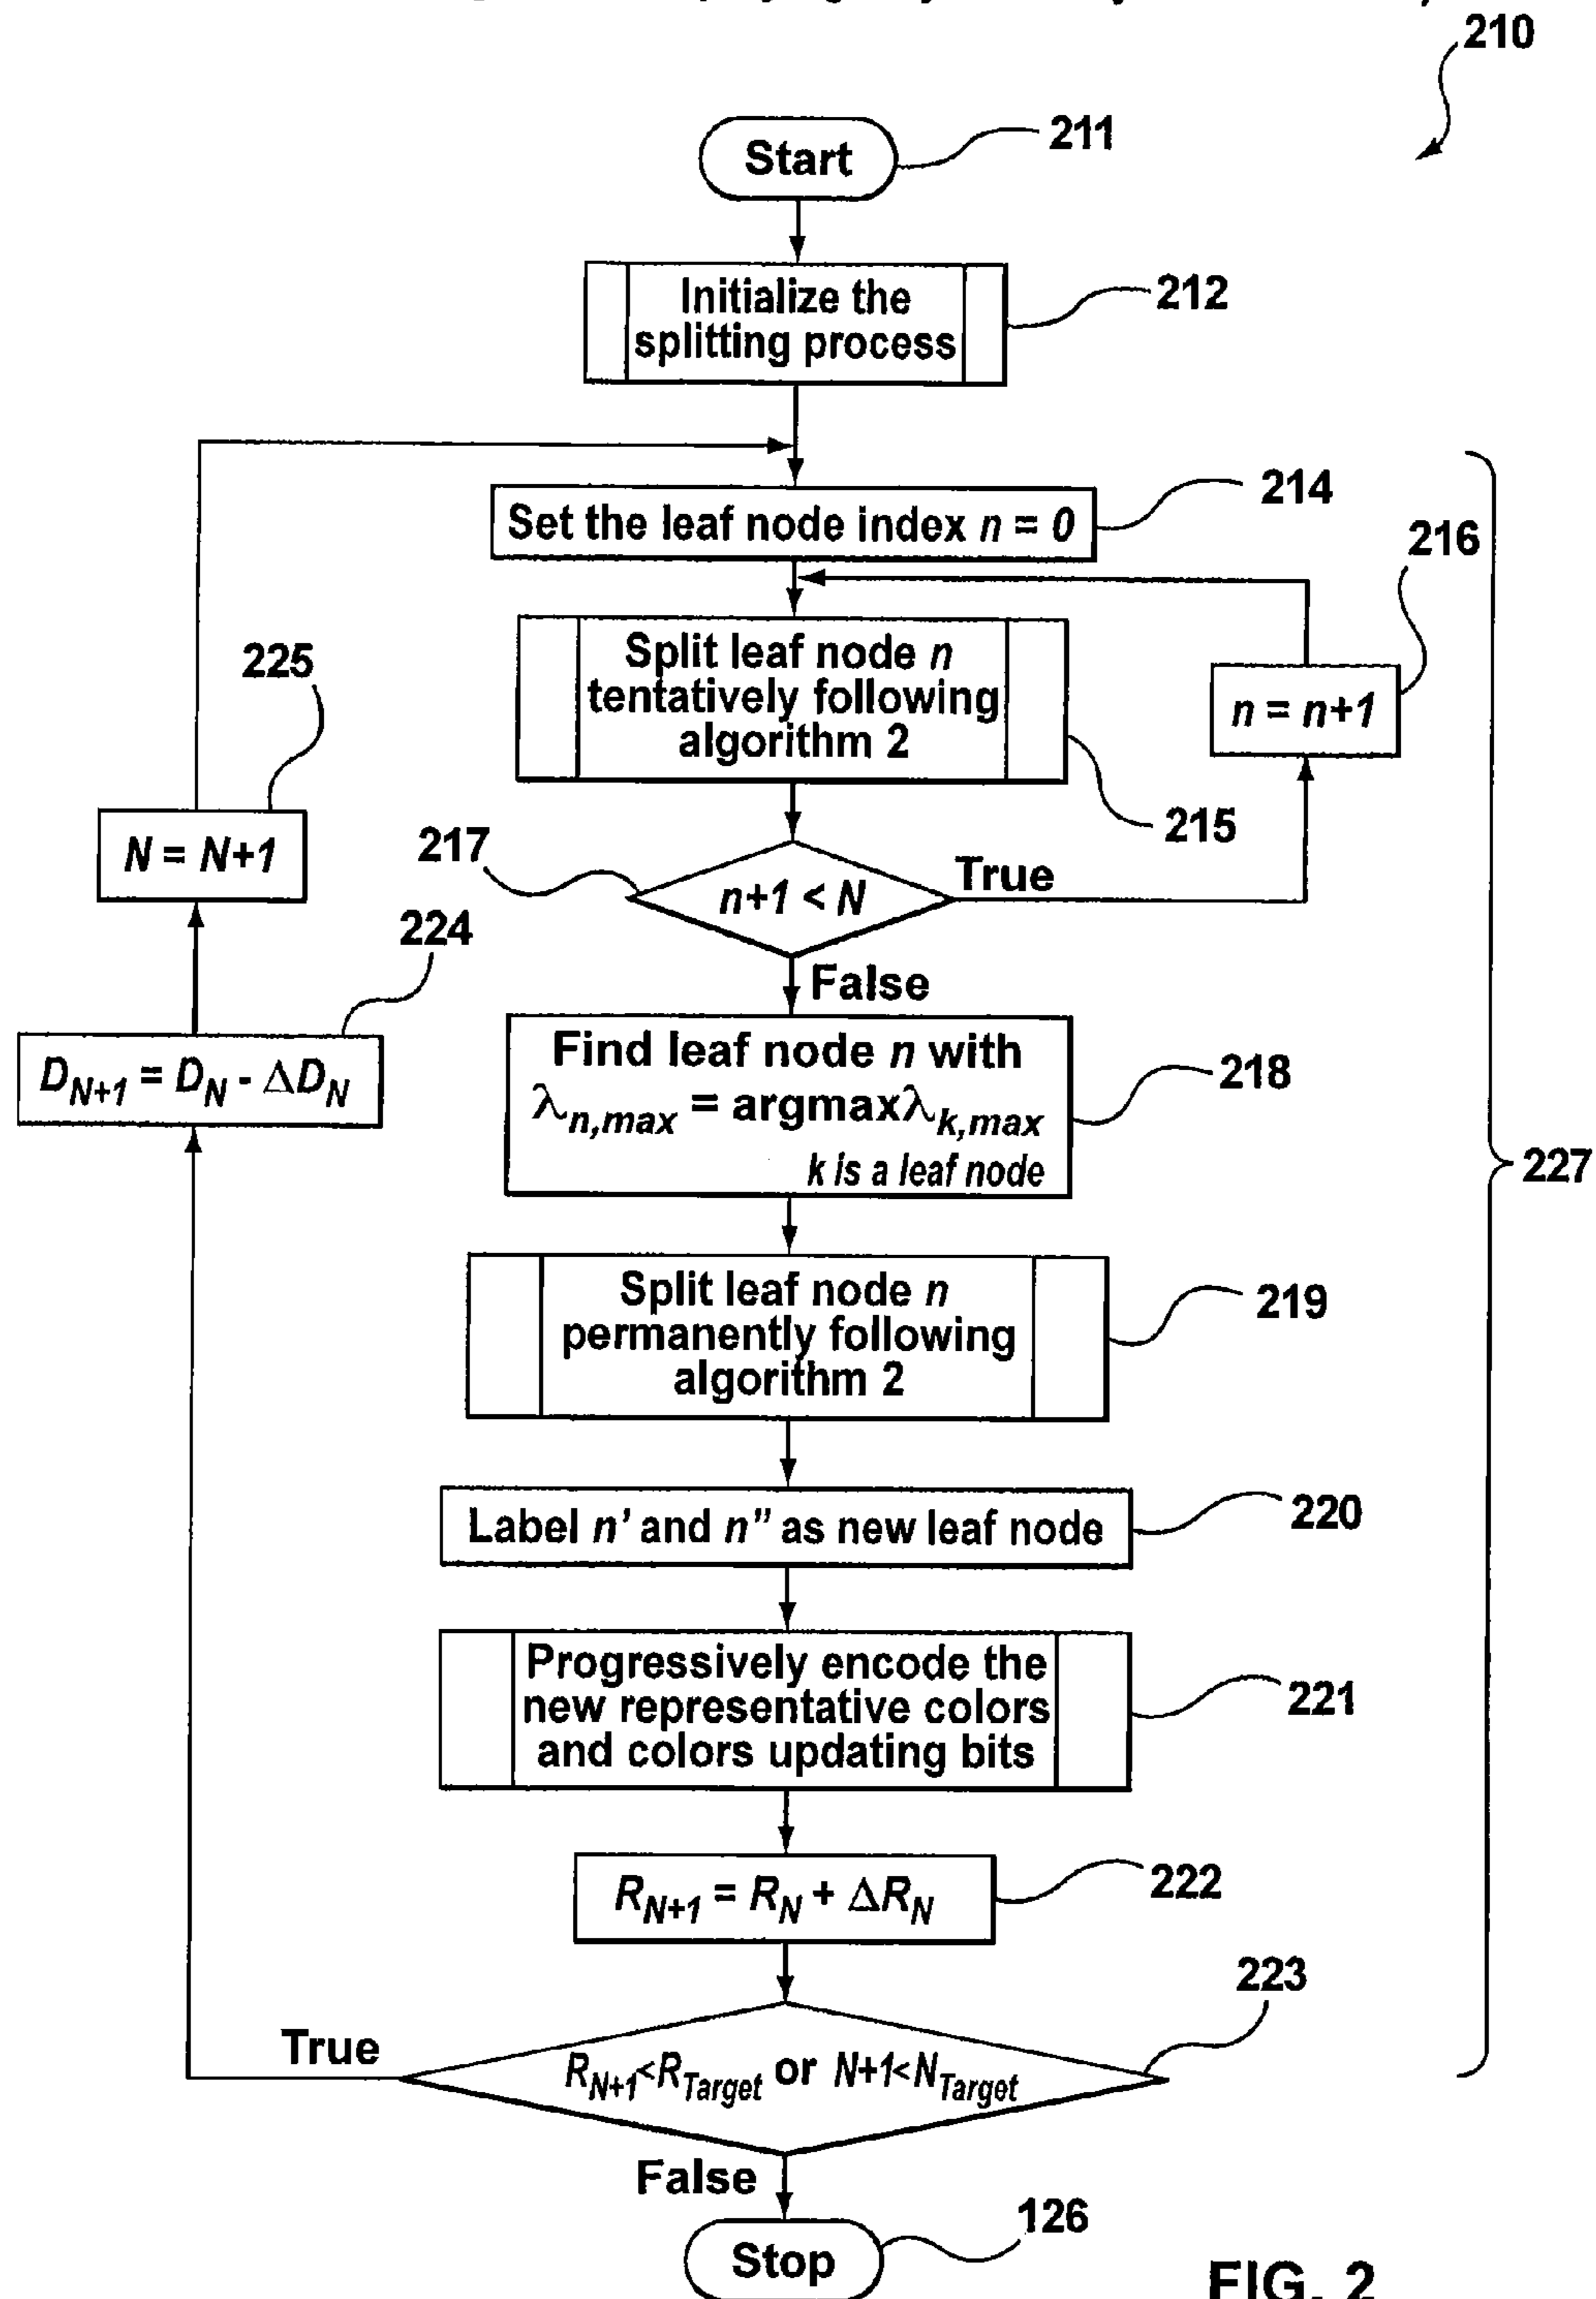 210
Start
211
Initialize the
splitting process
212
Set the leaf node index n = 0
214
216
Split leaf node n
tentatively following
algorithm 2
n = n+1
225
215
N = N+1
217
n+1 < N
True
224
False
D_{N+1} = D_N - ΔD_N
Find leaf node n with
λ_{n,max} = argmaxλ_{k,max}
k is a leaf node
218
227
Split leaf node n
permanently following
algorithm 2
219
Label n' and n" as new leaf node
220
Progressively encode the
new representative colors
and colors updating bits
221
R_{N+1} = R_N + ΔR_N
222
223
True
R_{N+1}<R_{Target} or N+1<N_{Target}
False
Stop
126
FIG. 2